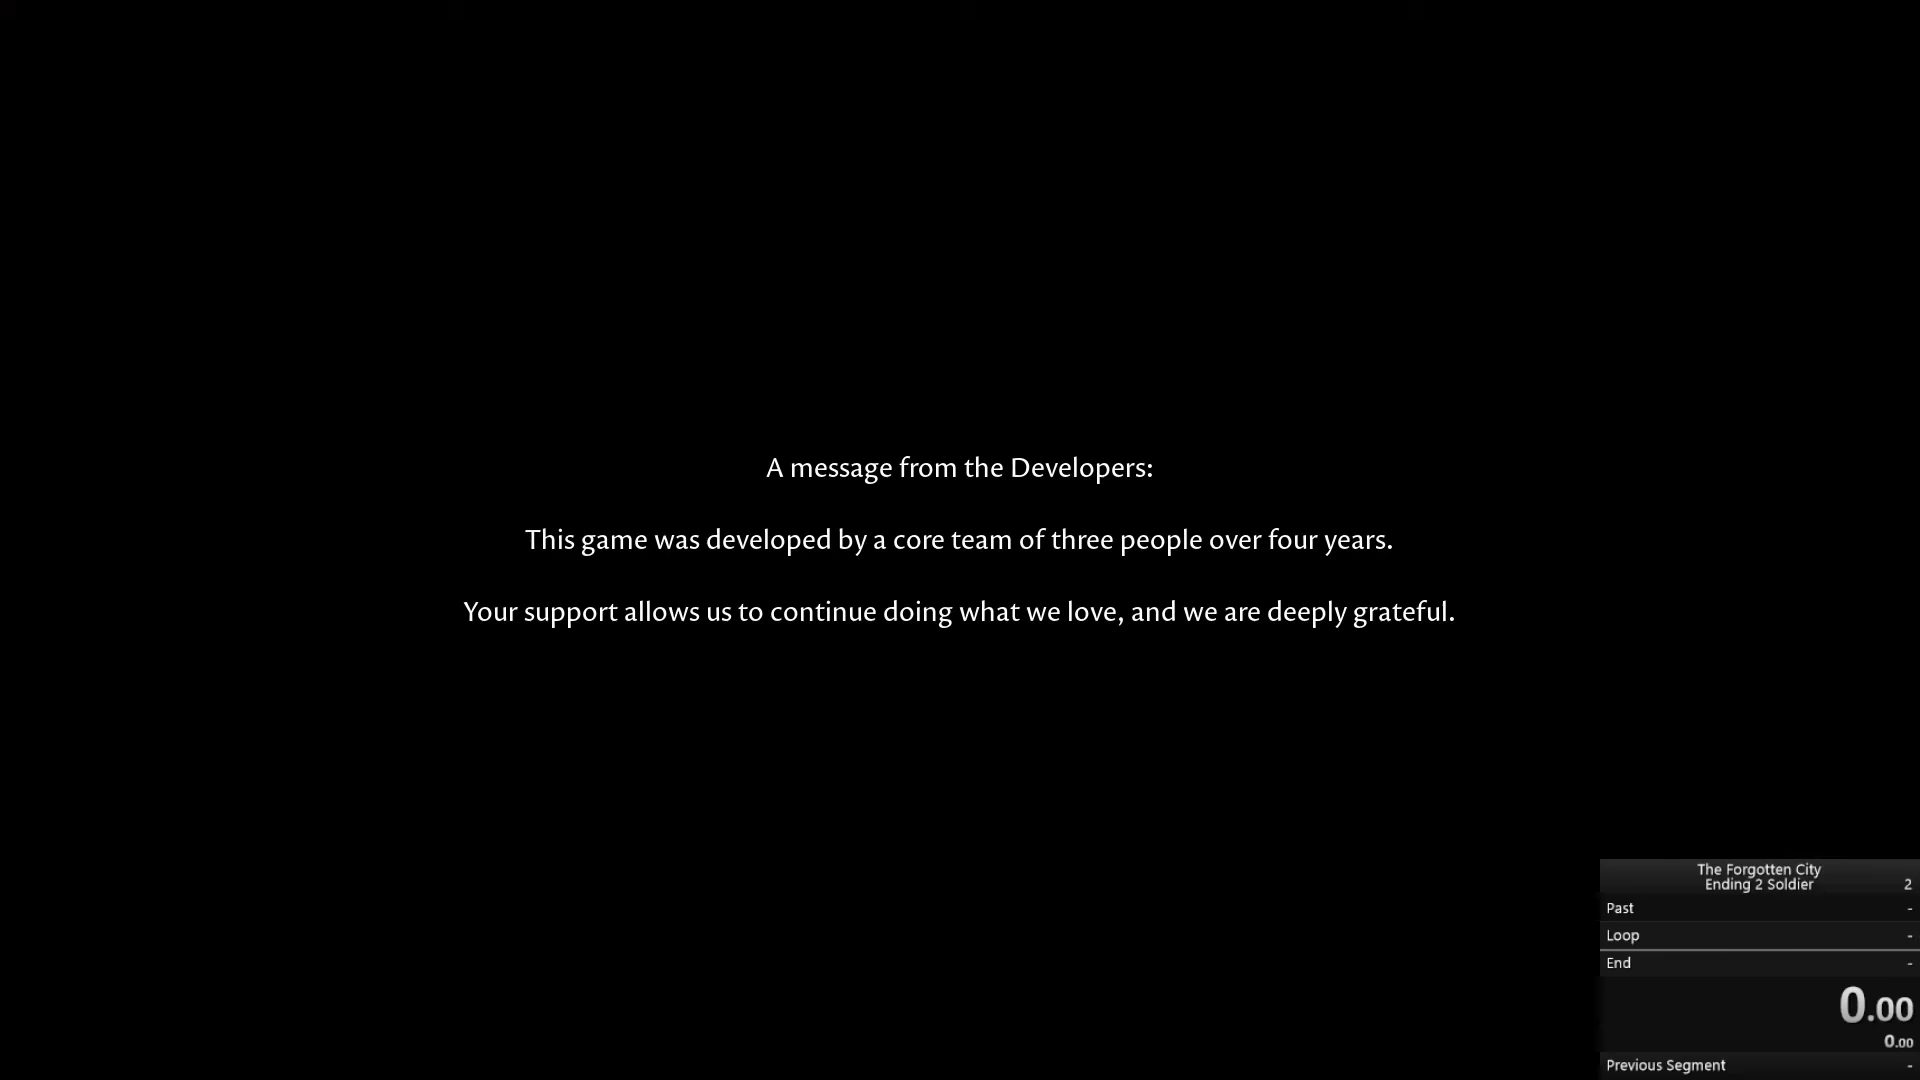 A message from the Developers:
This game was developed by a core team of three people over four years.
Your support allows us to continue doing what we love, and we are deeply grateful.
The Forgotten City
Ending 2 Soldier 2
Past -
Loop -
End -
0.00
0.00
Previous Segment -